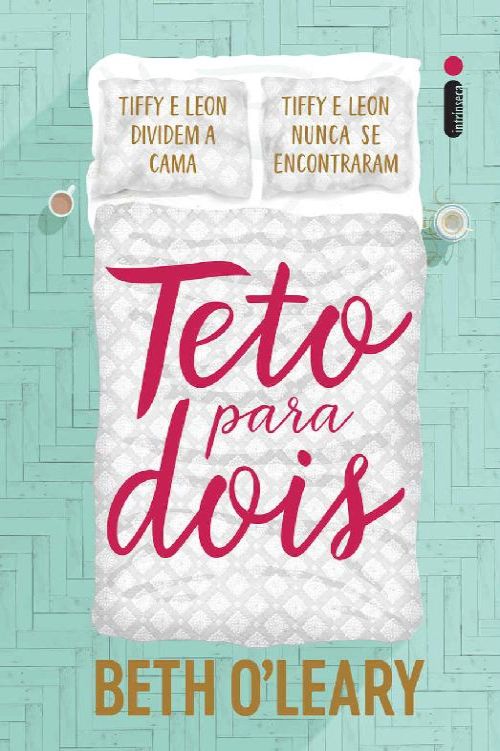 TIFFY E LEON
DIVIDEM A
CAMA
TIFFY E LEON
NUNCA SE
ENCONTRARAM
intrínseca
Teto
para
dois
BETH O'LEARY